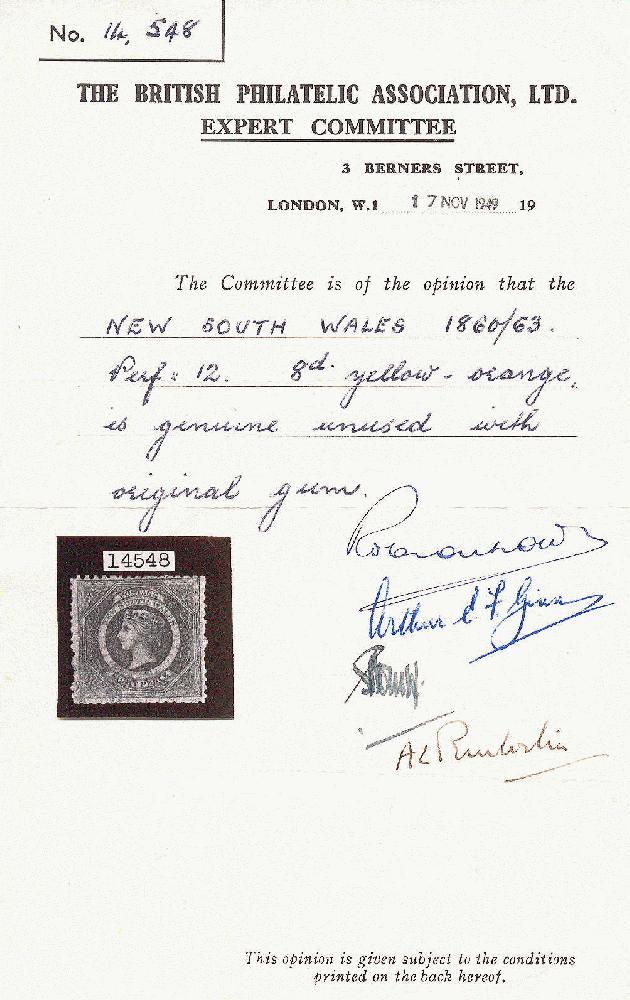 No. 14,548
THE BRITISH PHILATELIC ASSOCIATION, LTD.
EXPERT COMMITTEE
3 BERNERS STREET,
LONDON, W.1 17 NOV 1949 19
The Committee is of the opinion that the
NEW SOUTH WALES 1860/63.
Perf: 12. 8d. yellow-orange,
is genuine unused with
original gum.
14548
Arthur
This opinion is given subject to the conditions
printed on the back hereof.